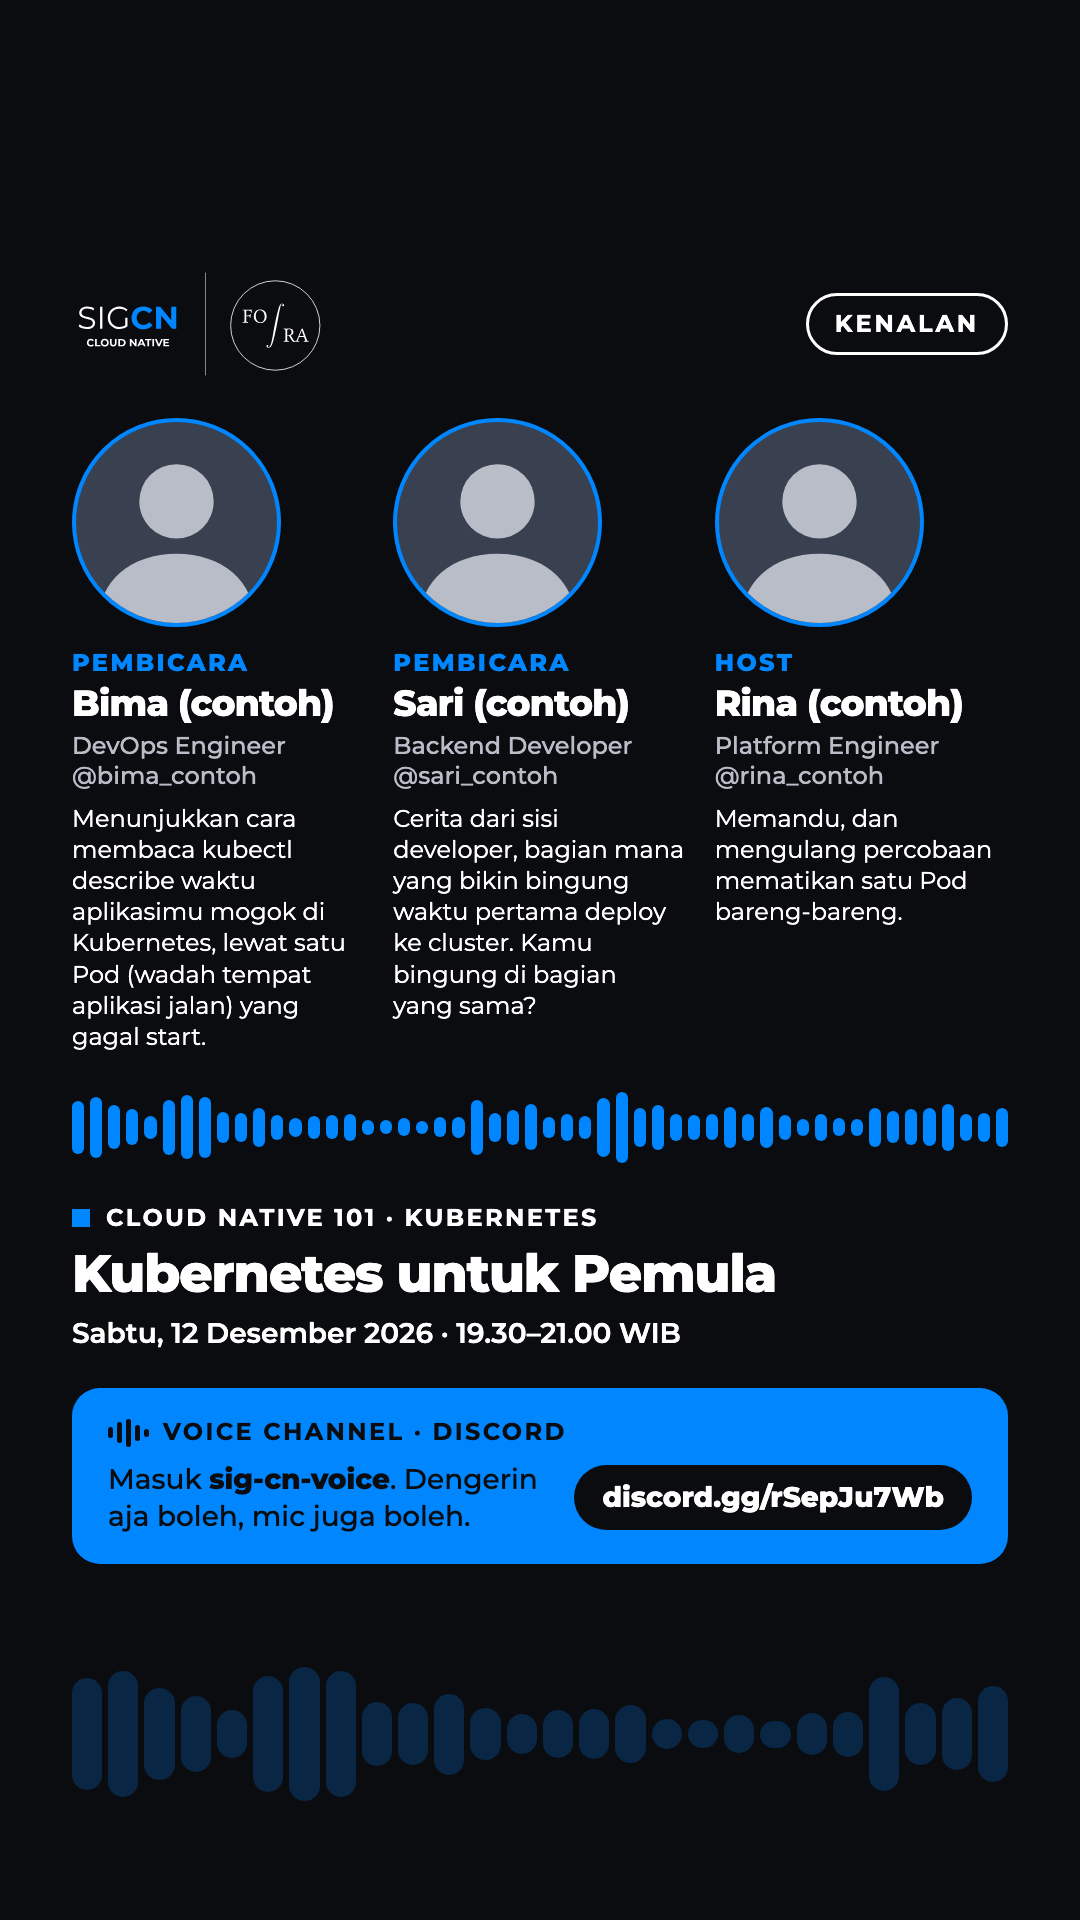 SIGCN
CLOUD NATIVE
FO RA
KENALAN
PEMBICARA
Bima (contoh)
DevOps Engineer
@bima_contoh
Menunjukkan cara
membaca kubectl
describe waktu
aplikasimu mogok di
Kubernetes, lewat satu
Pod (wadah tempat
aplikasi jalan) yang
gagal start.
PEMBICARA
Sari (contoh)
Backend Developer
@sari_contoh
Cerita dari sisi
developer, bagian mana
yang bikin bingung
waktu pertama deploy
ke cluster. Kamu
bingung di bagian
yang sama?
HOST
Rina (contoh)
Platform Engineer
@rina_contoh
Memandu, dan
mengulang percobaan
mematikan satu Pod
bareng-bareng.
CLOUD NATIVE 101 · KUBERNETES
Kubernetes untuk Pemula
Sabtu, 12 Desember 2026 · 19.30–21.00 WIB
VOICE CHANNEL · DISCORD
Masuk sig-cn-voice. Dengerin
aja boleh, mic juga boleh.
discord.gg/rSepJu7Wb